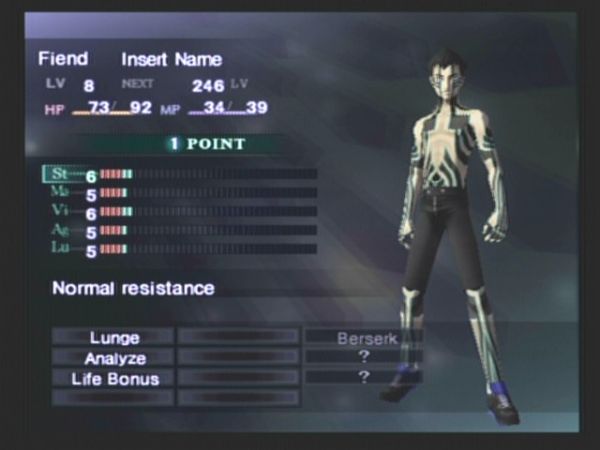 Fiend Insert Name
LV 8 NEXT 246 LV
HP 73/ 92 MP 34/ 39
1 POINT
St 6
Ma 5
Vi 6
Ag 5
Lu 5
Normal resistance
Lunge Berserk
Analyze ?
Life Bonus ?